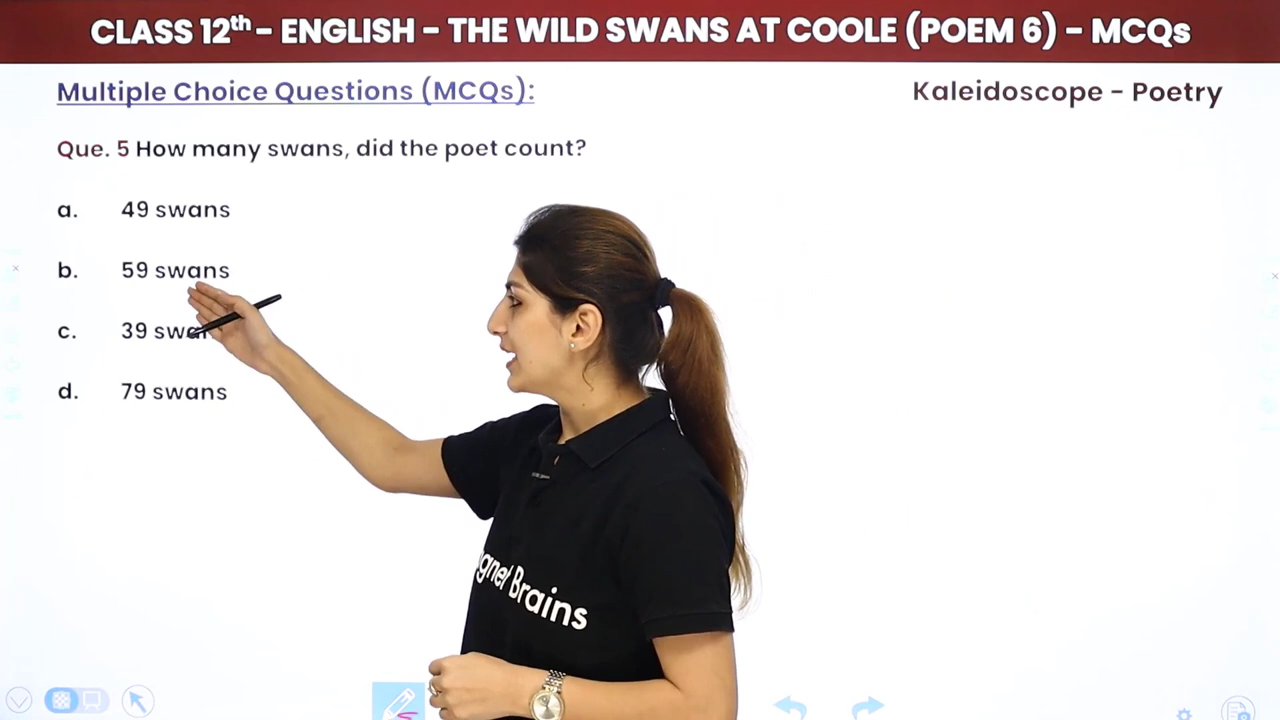 CLASS 12th – ENGLISH – THE WILD SWANS AT COOLE (POEM 6) – MCQs
Multiple Choice Questions (MCQs):
Kaleidoscope - Poetry
Que. 5 How many swans, did the poet count?
a. 49 swans
b. 59 swans
c. 39
d. 79 swans
Brains